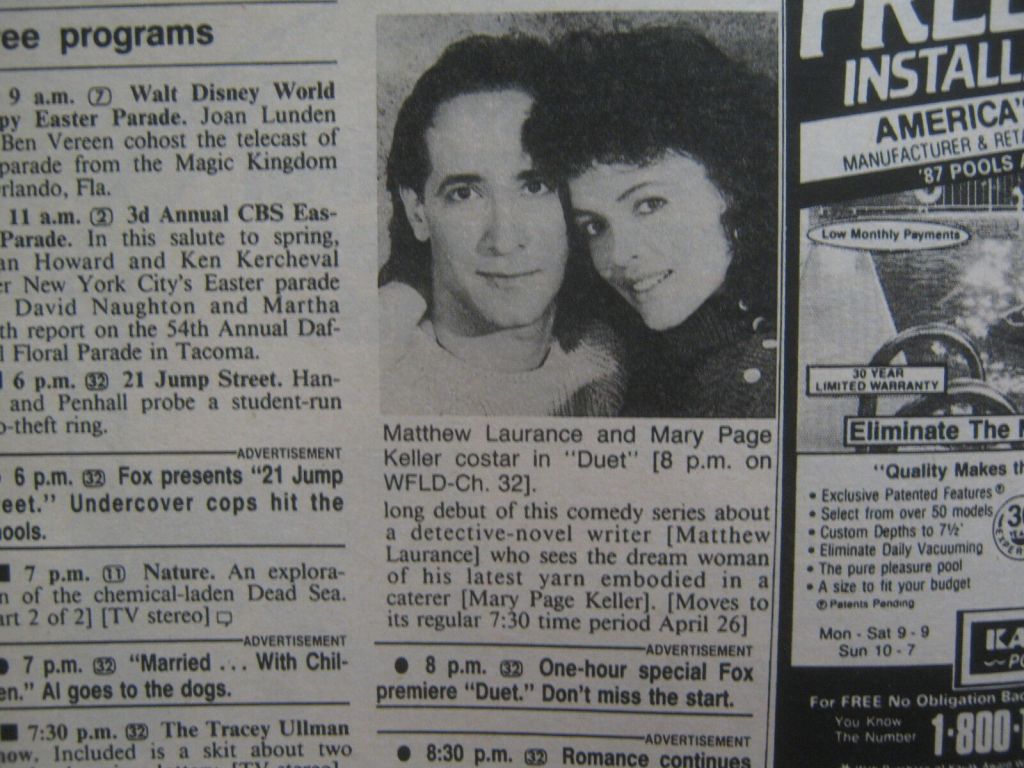 ee programs
9 a.m. 7 Walt Disney World
py Easter Parade. Joan Lunden
Ben Vereen cohost the telecast of
parade from the Magic Kingdom
rlando, Fla.
11 a.m. 2 3d Annual CBS Eas-
Parade. In this salute to spring,
an Howard and Ken Kercheval
er New York City's Easter parade
David Naughton and Martha
th report on the 54th Annual Daf-
l Floral Parade in Tacoma.
6 p.m. 32 21 Jump Street. Han-
and Penhall probe a student-run
o-theft ring.
ADVERTISEMENT
6 p.m. 32 Fox presents "21 Jump
eet." Undercover cops hit the
ools.
7 p.m. 11 Nature. An explora-
n of the chemical-laden Dead Sea.
art 2 of 2] [TV stereo]
ADVERTISEMENT
● 7 p.m. 32 "Married ... With Chil-
en." Al goes to the dogs.
■ 7:30 p.m. 32 The Tracey Ullman
how. Included is a skit about two
Matthew Laurance and Mary Page
Keller costar in "Duet" [8 p.m. on
WFLD-Ch. 32].
long debut of this comedy series about
a detective-novel writer [Matthew
Laurance] who sees the dream woman
of his latest yarn embodied in a
caterer [Mary Page Keller]. [Moves to
its regular 7:30 time period April 26]
ADVERTISEMENT
● 8 p.m. 32 One-hour special Fox
premiere "Duet." Don't miss the start.
ADVERTISEMENT
● 8:30 p.m. 32 Romance continues
FREE
INSTALL
AMERICA'
MANUFACTURER & RETA
'87 POOLS A
Low Monthly Payments
30 YEAR
LIMITED WARRANTY
Eliminate The
"Quality Makes th
• Exclusive Patented Features®
• Select from over 50 models
• Custom Depths to 7½'
• Eliminate Daily Vacuuming
• The pure pleasure pool
• A size to fit your budget
Patents Pending
Mon - Sat 9 - 9
Sun 10 - 7
KA
PO
For FREE No Obligation Bac
You Know
The Number
1-800-